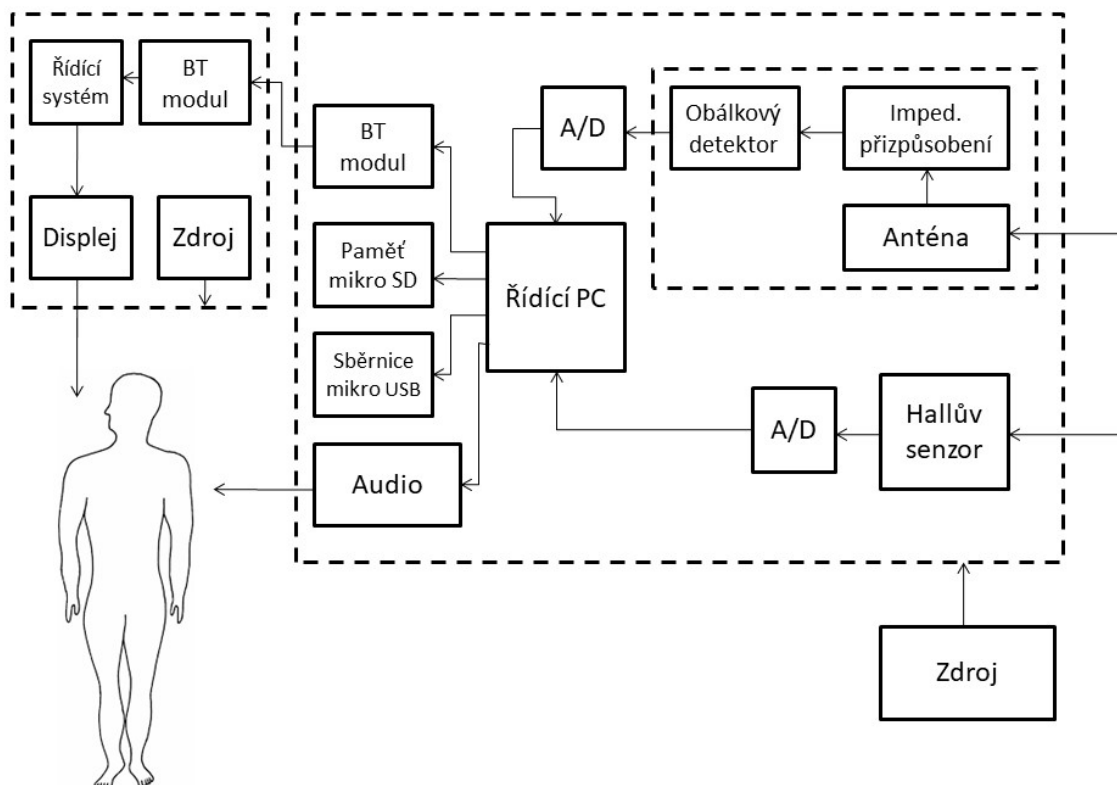 Řídící
systém
BT
modul
Displej
Zdroj
BT
modul
Paměť
mikro SD
Sběrnice
mikro USB
Audio
Řídící PC
A/D
Obálkový
detektor
Imped.
přizpůsobení
Anténa
A/D
Hallův
senzor
Zdroj